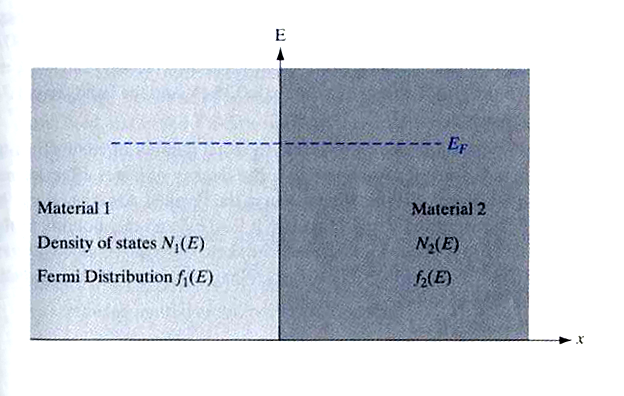 E
E_F
Material 1
Material 2
Density of states N₁(E)
N₂(E)
Fermi Distribution f₁(E)
f₂(E)
x